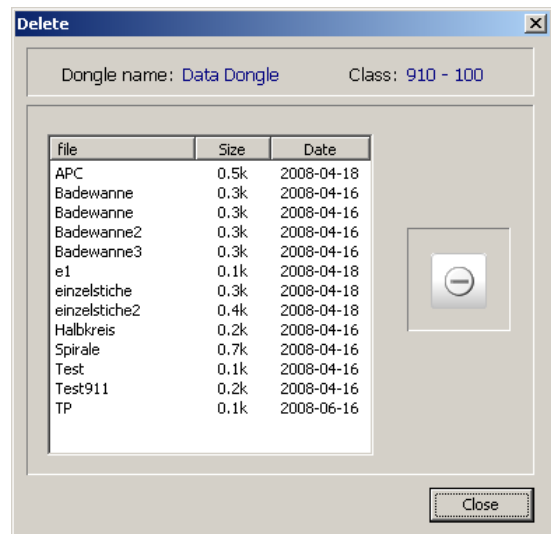 Delete
Dongle name: Data Dongle Class: 910 - 100
file Size Date
APC 0.5k 2008-04-18
Badewanne 0.3k 2008-04-16
Badewanne 0.3k 2008-04-16
Badewanne2 0.3k 2008-04-16
Badewanne3 0.3k 2008-04-16
e1 0.1k 2008-04-18
einzelstiche 0.3k 2008-04-18
einzelstiche2 0.4k 2008-04-18
Halbkreis 0.2k 2008-04-16
Spirale 0.7k 2008-04-16
Test 0.1k 2008-04-16
Test911 0.2k 2008-04-16
TP 0.1k 2008-06-16
Close